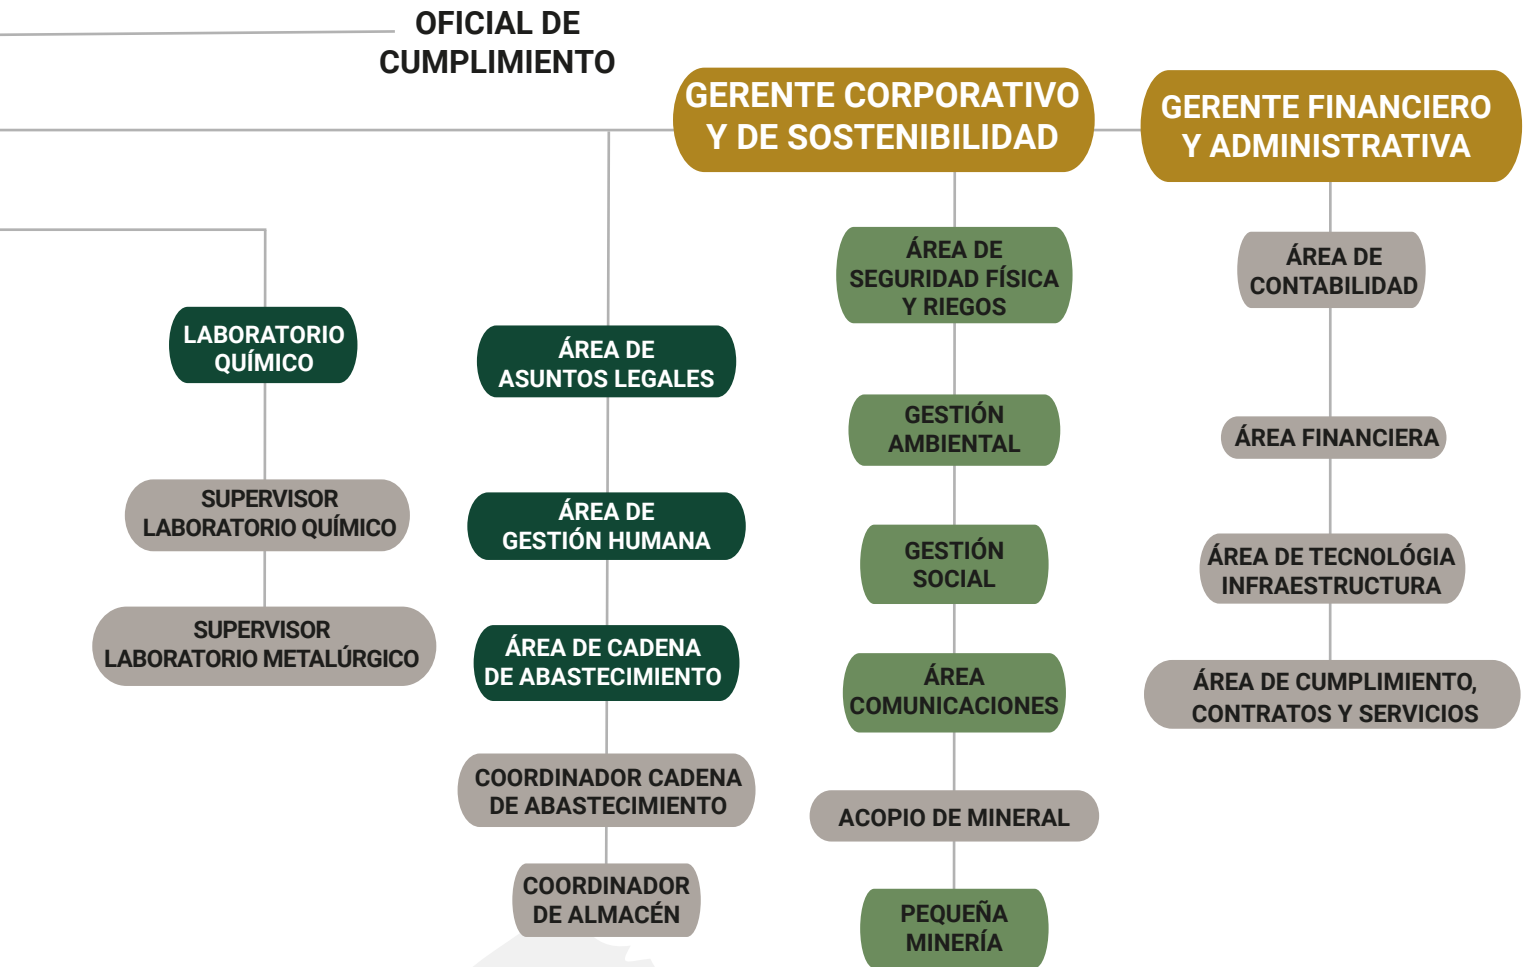 OFICIAL DE
CUMPLIMIENTO
GERENTE CORPORATIVO
Y DE SOSTENIBILIDAD
GERENTE FINANCIERO
Y ADMINISTRATIVA
LABORATORIO
QUÍMICO
SUPERVISOR
LABORATORIO QUÍMICO
SUPERVISOR
LABORATORIO METALÚRGICO
ÁREA DE
ASUNTOS LEGALES
ÁREA DE
GESTIÓN HUMANA
ÁREA DE CADENA
DE ABASTECIMIENTO
COORDINADOR CADENA
DE ABASTECIMIENTO
COORDINADOR
DE ALMACÉN
ÁREA DE
SEGURIDAD FÍSICA
Y RIEGOS
GESTIÓN
AMBIENTAL
GESTIÓN
SOCIAL
ÁREA
COMUNICACIONES
ACOPIO DE MINERAL
PEQUEÑA
MINERÍA
ÁREA DE
CONTABILIDAD
ÁREA FINANCIERA
ÁREA DE TECNOLÓGIA
INFRAESTRUCTURA
ÁREA DE CUMPLIMIENTO,
CONTRATOS Y SERVICIOS